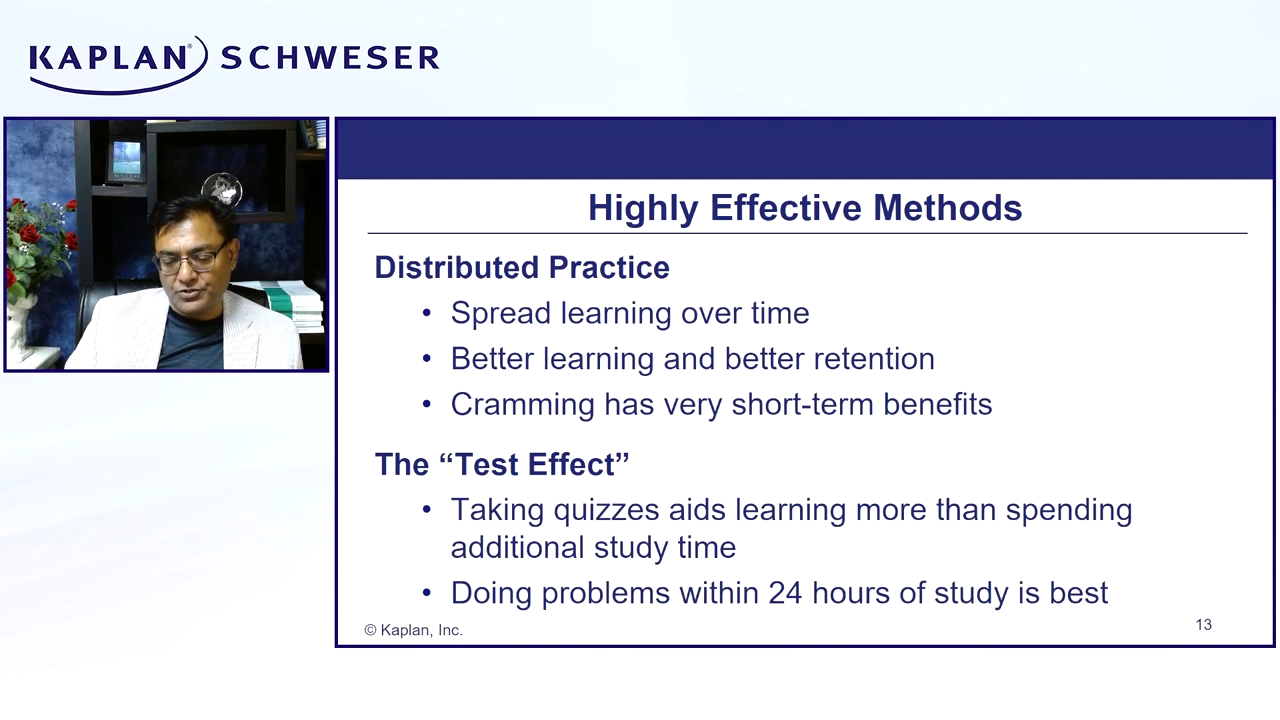 KAPLAN® SCHWESER
SUCCESS
Highly Effective Methods
Distributed Practice
• Spread learning over time
• Better learning and better retention
• Cramming has very short-term benefits
The “Test Effect”
• Taking quizzes aids learning more than spending
additional study time
• Doing problems within 24 hours of study is best
© Kaplan, Inc.
13